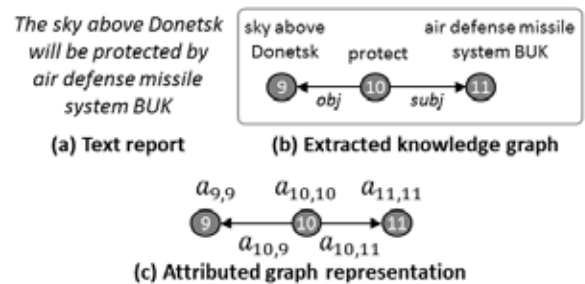 The sky above Donetsk
will be protected by
air defense missile
system BUK
(a) Text report
sky above
Donetsk
protect
air defense missile
system BUK
9
10
11
obj
subj
(b) Extracted knowledge graph
a9,9
a10,10
a11,11
9
10
11
a10,9
a10,11
(c) Attributed graph representation